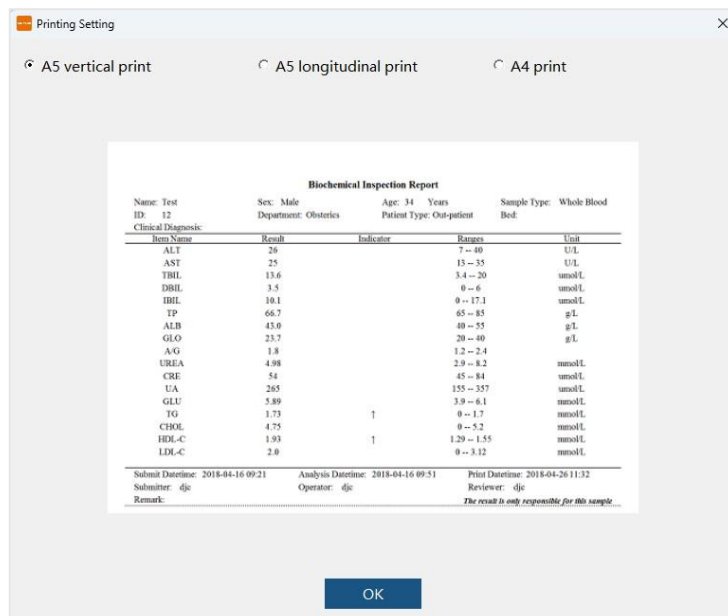 Printing Setting
A5 vertical print A5 longitudinal print A4 print
Biochemical Inspection Report
Name: Test Sex: Male Age: 34 Years Sample Type: Whole Blood
ID: 12 Department: Obsterics Patient Type: Out-patient Bed:
Clinical Diagnosis:
Item Name Result Indicator Ranges Unit
ALT 26 7 -- 40 U/L
AST 25 13 -- 35 U/L
TBIL 13.6 3.4 -- 20 umol/L
DBIL 3.5 0 -- 6 umol/L
IBIL 10.1 0 -- 17.1 umol/L
TP 66.7 65 -- 85 g/L
ALB 43.0 40 -- 55 g/L
GLO 23.7 20 -- 40 g/L
A/G 1.8 1.2 -- 2.4
UREA 4.98 2.9 -- 8.2 mmol/L
CRE 54 45 -- 84 umol/L
UA 265 155 -- 357 umol/L
GLU 5.89 3.9 -- 6.1 mmol/L
TG 1.73 ↑ 0 -- 1.7 mmol/L
CHOL 4.75 0 -- 5.2 mmol/L
HDL-C 1.93 ↑ 1.29 -- 1.55 mmol/L
LDL-C 2.0 0 -- 3.12 mmol/L
Submit Datetime: 2018-04-16 09:21 Analysis Datetime: 2018-04-16 09:51 Print Datetime: 2018-04-26 11:32
Submitter: djc Operator: djc Reviewer: djc
Remark: The result is only responsible for this sample
OK